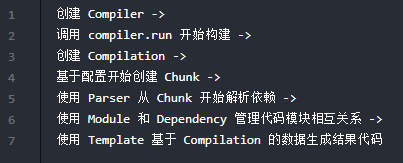 1 创建 Compiler ->
2 调用 compiler.run 开始构建 ->
3 创建 Compilation ->
4 基于配置开始创建 Chunk ->
5 使用 Parser 从 Chunk 开始解析依赖 ->
6 使用 Module 和 Dependency 管理代码模块相互关系 ->
7 使用 Template 基于 Compilation 的数据生成结果代码